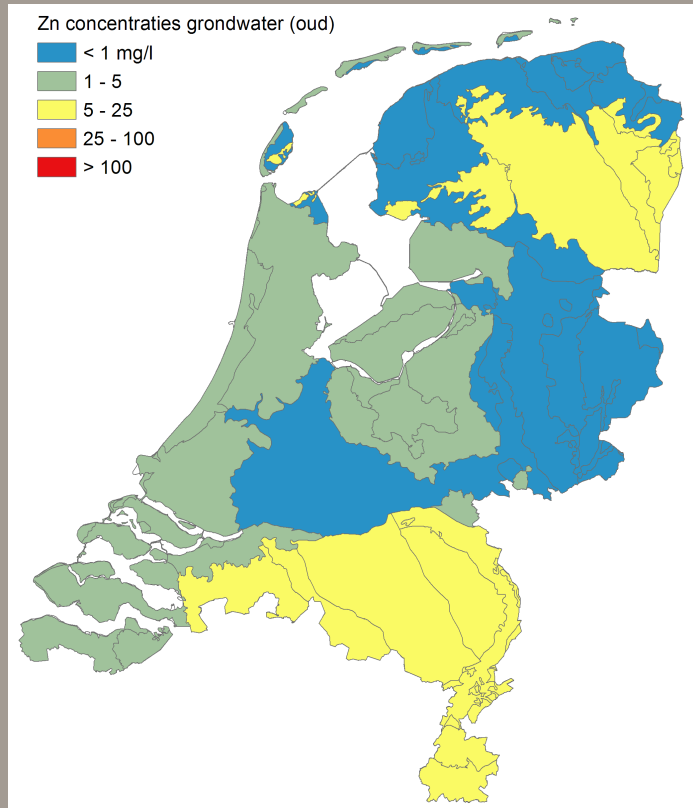 Zn concentraties grondwater (oud)
< 1 mg/l
1 - 5
5 - 25
25 - 100
> 100